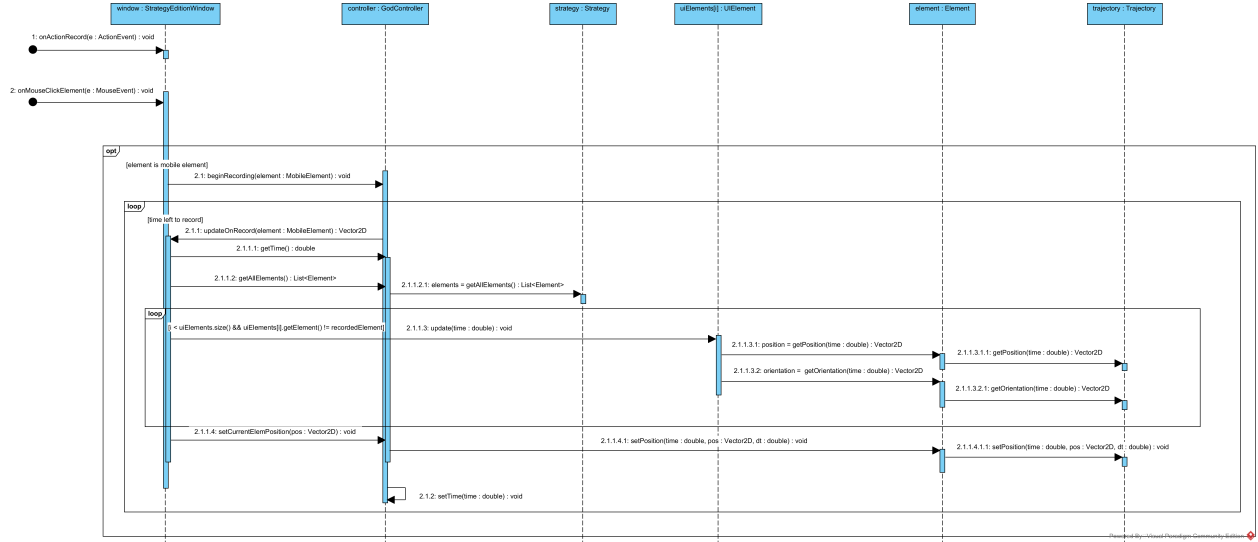 window : StrategyEditionWindow
controller : GodController
strategy : Strategy
uiElements[i] : UIElement
element : Element
trajectory : Trajectory
1: onActionRecord(e : ActionEvent) : void
2: onMouseClickElement(e : MouseEvent) : void
opt
[element is mobile element]
2.1: beginRecording(element : MobileElement) : void
loop
[time left to record]
2.1.1: updateOnRecord(element : MobileElement) : Vector2D
2.1.1.1: getTime() : double
2.1.1.2: getAllElements() : List<Element>
2.1.1.2.1: elements = getAllElements() : List<Element>
loop
[i < uiElements.size() && uiElements[i].getElement() != recordedElement]
2.1.1.3: update(time : double) : void
2.1.1.3.1: position = getPosition(time : double) : Vector2D
2.1.1.3.1.1: getPosition(time : double) : Vector2D
2.1.1.3.2: orientation = getOrientation(time : double) : Vector2D
2.1.1.3.2.1: getOrientation(time : double) : Vector2D
2.1.1.4: setCurrentElemPosition(pos : Vector2D) : void
2.1.1.4.1: setPosition(time : double, pos : Vector2D, dt : double) : void
2.1.1.4.1.1: setPosition(time : double, pos : Vector2D, dt : double) : void
2.1.2: setTime(time : double) : void
Powered By Visual Paradigm Community Edition